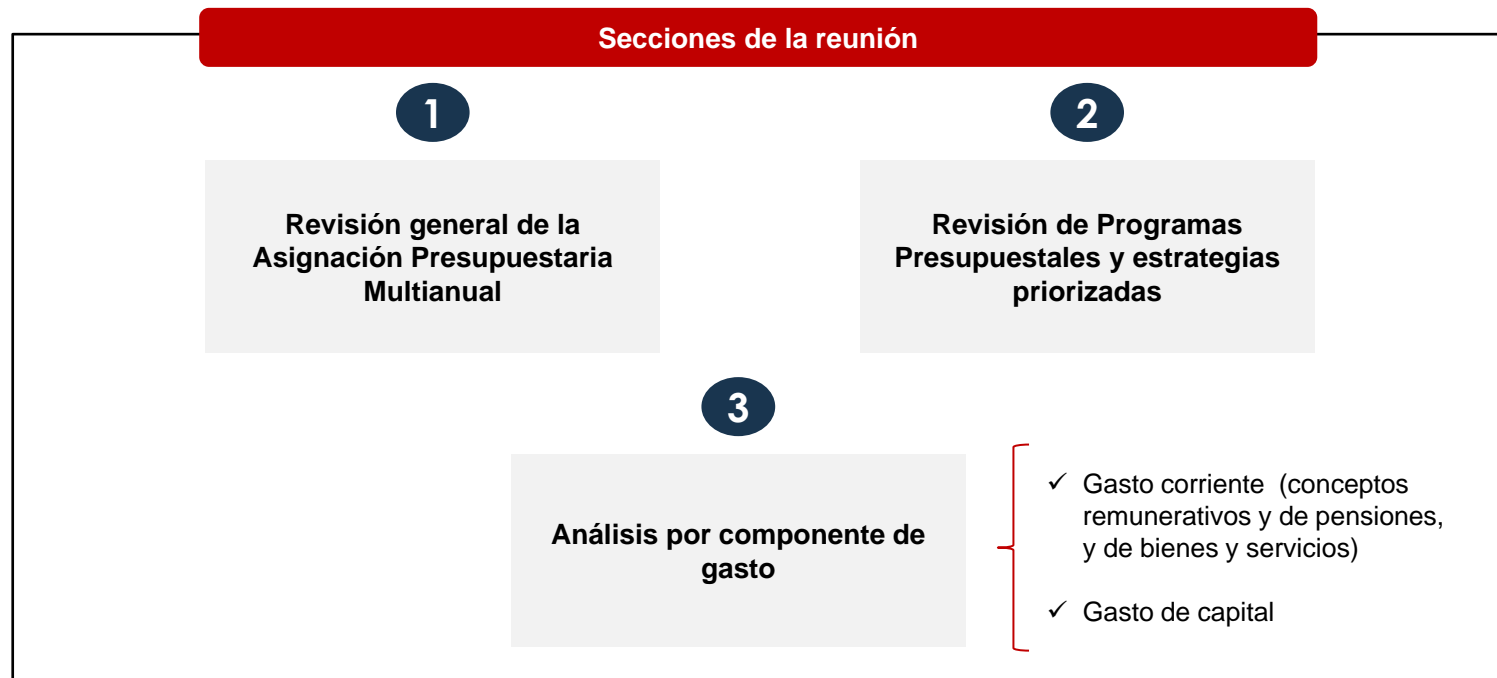 Secciones de la reunión
1
Revisión general de la
Asignación Presupuestaria
Multianual
2
Revisión de Programas
Presupuestales y estrategias
priorizadas
3
Análisis por componente de
gasto
✓ Gasto corriente (conceptos
remunerativos y de pensiones,
y de bienes y servicios)
✓ Gasto de capital